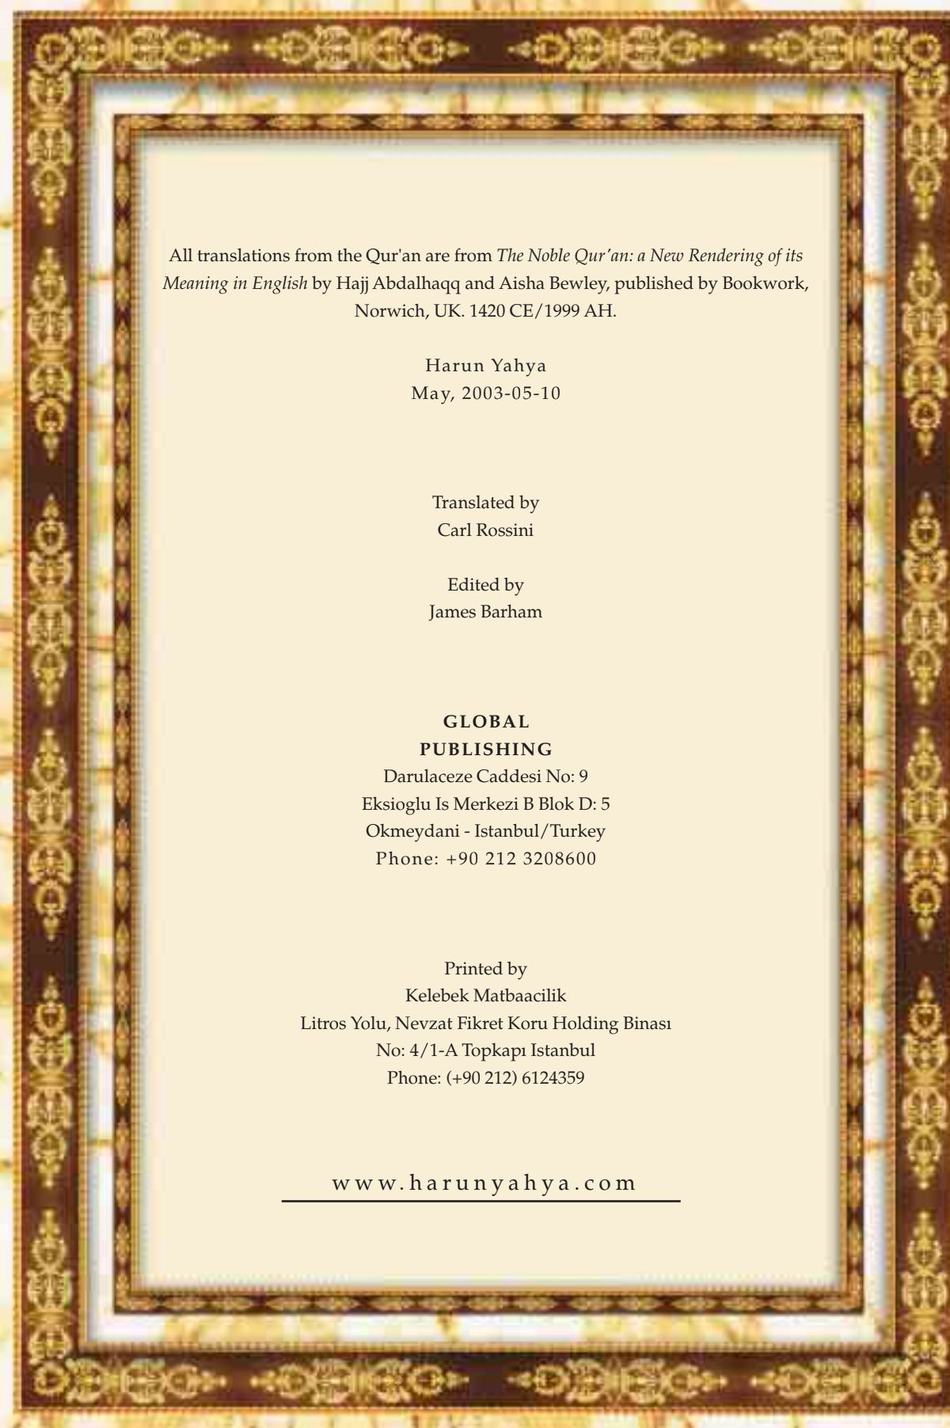 All translations from the Qur'an are from The Noble Qur'an: a New Rendering of its
Meaning in English by Hajj Abdalhaqq and Aisha Bewley, published by Bookwork,
Norwich, UK. 1420 CE/1999 AH.
Harun Yahya
May, 2003-05-10
Translated by
Carl Rossini
Edited by
James Barham
GLOBAL
PUBLISHING
Darulaceze Caddesi No: 9
Eksioglu Is Merkezi B Blok D: 5
Okmeydani - Istanbul/Turkey
Phone: +90 212 3208600
Printed by
Kelebek Matbaacilik
Litros Yolu, Nevzat Fikret Koru Holding Binası
No: 4/1-A Topkapı Istanbul
Phone: (+90 212) 6124359
www.harunyahya.com